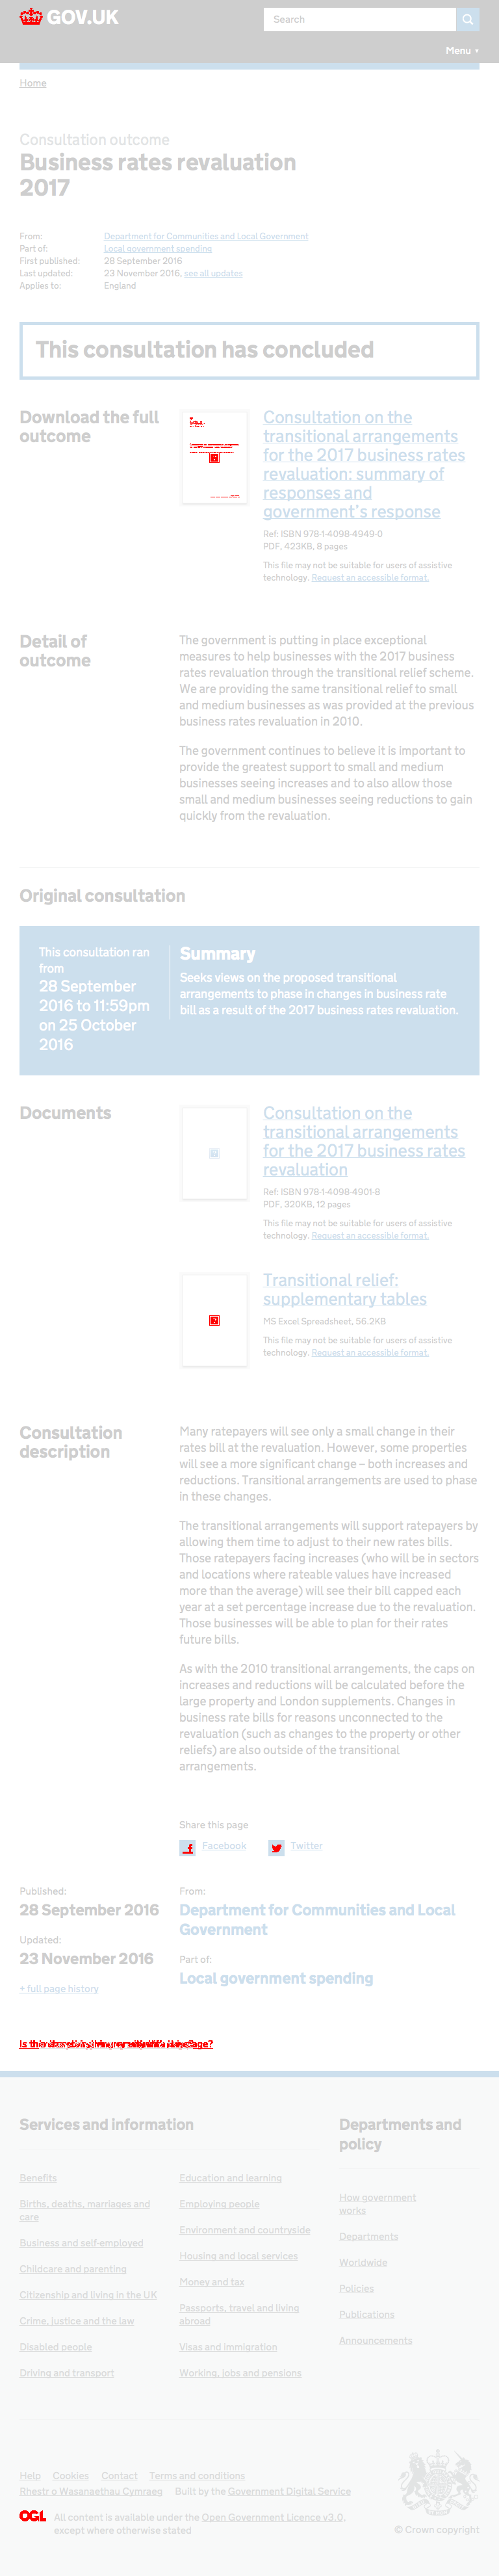 GOV.UK
Search
Menu ▼
Home
Consultation outcome
Business rates revaluation
2017
From: Department for Communities and Local Government
Part of: Local government spending
First published: 28 September 2016
Last updated: 23 November 2016, see all updates
Applies to: England
This consultation has concluded
Download the full
outcome
Consultation on the
transitional arrangements
for the 2017 business rates
revaluation: summary of
responses and
government's response
Ref: ISBN 978-1-4098-4949-0
PDF, 423KB, 8 pages
This file may not be suitable for users of assistive
technology. Request an accessible format.
Detail of
outcome
The government is putting in place exceptional
measures to help businesses with the 2017 business
rates revaluation through the transitional relief scheme.
We are providing the same transitional relief to small
and medium businesses as was provided at the previous
business rates revaluation in 2010.
The government continues to believe it is important to
provide the greatest support to small and medium
businesses seeing increases and to also allow those
small and medium businesses seeing reductions to gain
quickly from the revaluation.
Original consultation
This consultation ran
from
28 September
2016 to 11:59pm
on 25 October
2016
Summary
Seeks views on the proposed transitional
arrangements to phase in changes in business rate
bill as a result of the 2017 business rates revaluation.
Documents
Consultation on the
transitional arrangements
for the 2017 business rates
revaluation
Ref: ISBN 978-1-4098-4901-8
PDF, 320KB, 12 pages
This file may not be suitable for users of assistive
technology. Request an accessible format.
Transitional relief:
supplementary tables
MS Excel Spreadsheet, 56.2KB
This file may not be suitable for users of assistive
technology. Request an accessible format.
Consultation
description
Many ratepayers will see only a small change in their
rates bill at the revaluation. However, some properties
will see a more significant change – both increases and
reductions. Transitional arrangements are used to phase
in these changes.
The transitional arrangements will support ratepayers by
allowing them time to adjust to their new rates bills.
Those ratepayers facing increases (who will be in sectors
and locations where rateable values have increased
more than the average) will see their bill capped each
year at a set percentage increase due to the revaluation.
Those businesses will be able to plan for their rates
future bills.
As with the 2010 transitional arrangements, the caps on
increases and reductions will be calculated before the
large property and London supplements. Changes in
business rate bills for reasons unconnected to the
revaluation (such as changes to the property or other
reliefs) are also outside of the transitional
arrangements.
Share this page
Facebook Twitter
Published:
28 September 2016
Updated:
23 November 2016
+ full page history
From:
Department for Communities and Local
Government
Part of:
Local government spending
Services and information
Benefits
Births, deaths, marriages and
care
Business and self-employed
Childcare and parenting
Citizenship and living in the UK
Crime, justice and the law
Disabled people
Driving and transport
Education and learning
Employing people
Environment and countryside
Housing and local services
Money and tax
Passports, travel and living
abroad
Visas and immigration
Working, jobs and pensions
Departments and
policy
How government
works
Departments
Worldwide
Policies
Publications
Announcements
Help Cookies Contact Terms and conditions
Rhestr o Wasanaethau Cymraeg Built by the Government Digital Service
OGL
All content is available under the Open Government Licence v3.0,
except where otherwise stated
© Crown copyright